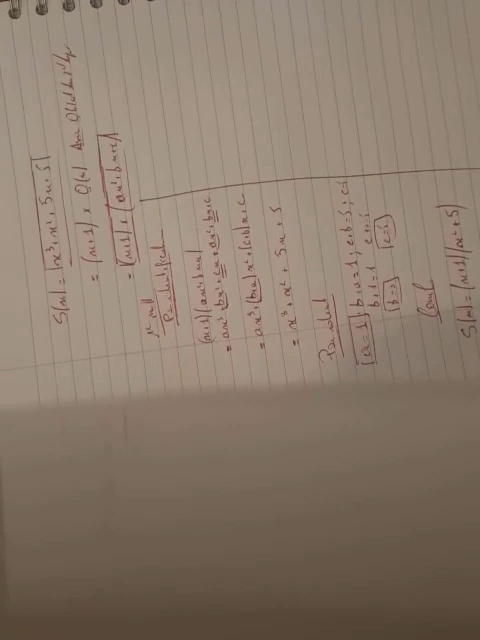 S(x) = x³ + x² + 5x + 5
= (x+1) × Q(x)
= (x+1) × (ax² + bx + c)
(x+1)(ax² + bx + c)
= ax³ + bx² + cx + ax² + bx + c
= ax³ + (b+a)x² + (c+b)x + c
= x³ + x² + 5x + 5
a=1 ; b+a=1 ; c+b=5 ; c=5
b+1=1
b=0 c=5
S(x) = (x+1)(x²+5)